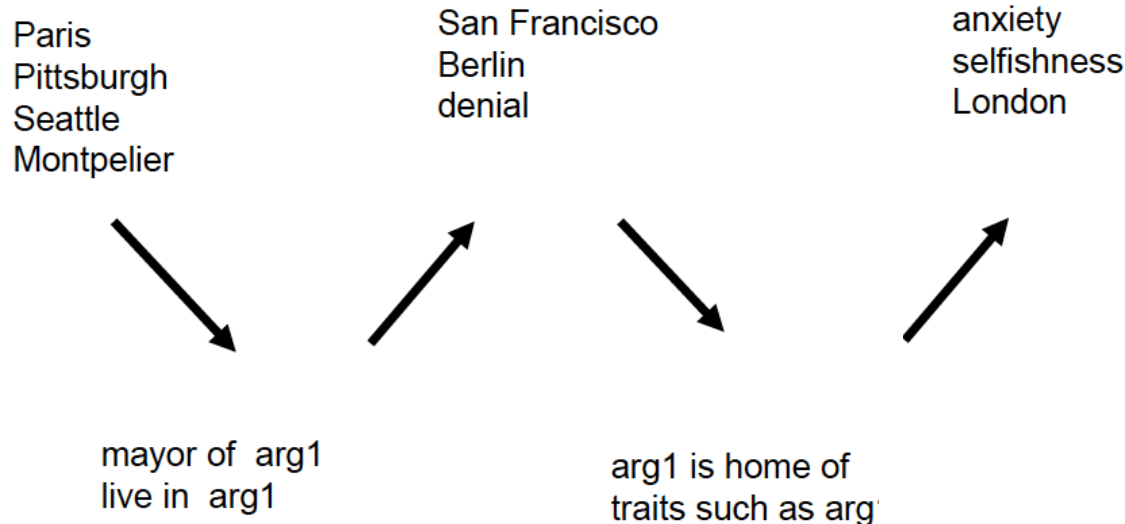 Paris
Pittsburgh
Seattle
Montpelier
San Francisco
Berlin
denial
anxiety
selfishness
London
mayor of arg1
live in arg1
arg1 is home of
traits such as arg